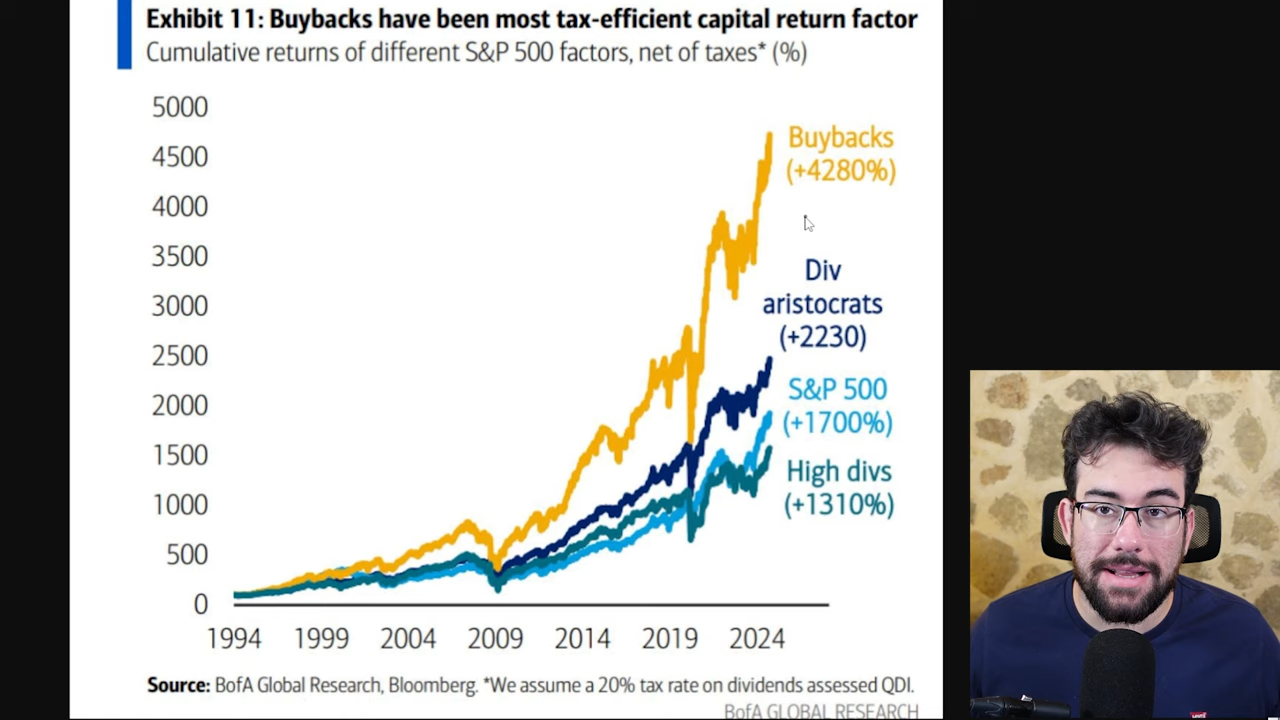 Exhibit 11: Buybacks have been most tax-efficient capital return factor
Cumulative returns of different S&P 500 factors, net of taxes* (%)
5000
4500
4000
3500
3000
2500
2000
1500
1000
500
0
Buybacks
(+4280%)
Div
aristocrats
(+2230)
S&P 500
(+1700%)
High divs
(+1310%)
1994 1999 2004 2009 2014 2019 2024
Source: BofA Global Research, Bloomberg. *We assume a 20% tax rate on dividends assessed QDI.
BofA GLOBAL RESEARCH